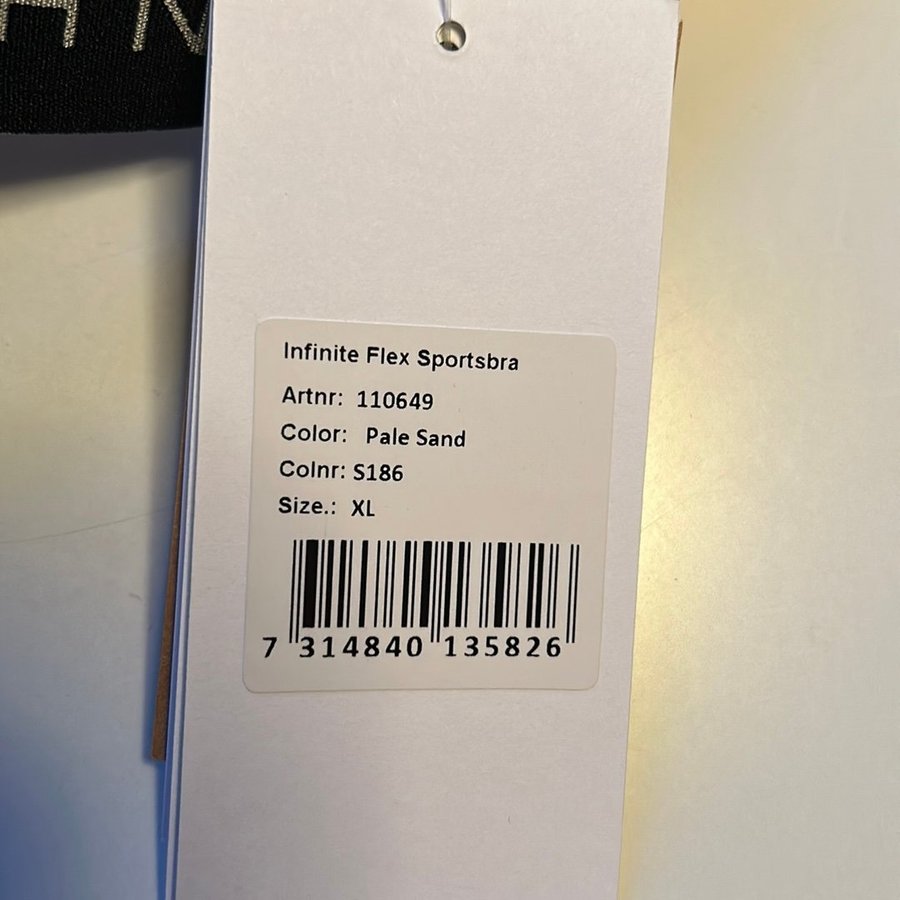 Infinite Flex Sportsbra
Artnr: 110649
Color: Pale Sand
Colnr: S186
Size.: XL
7 314840 135826